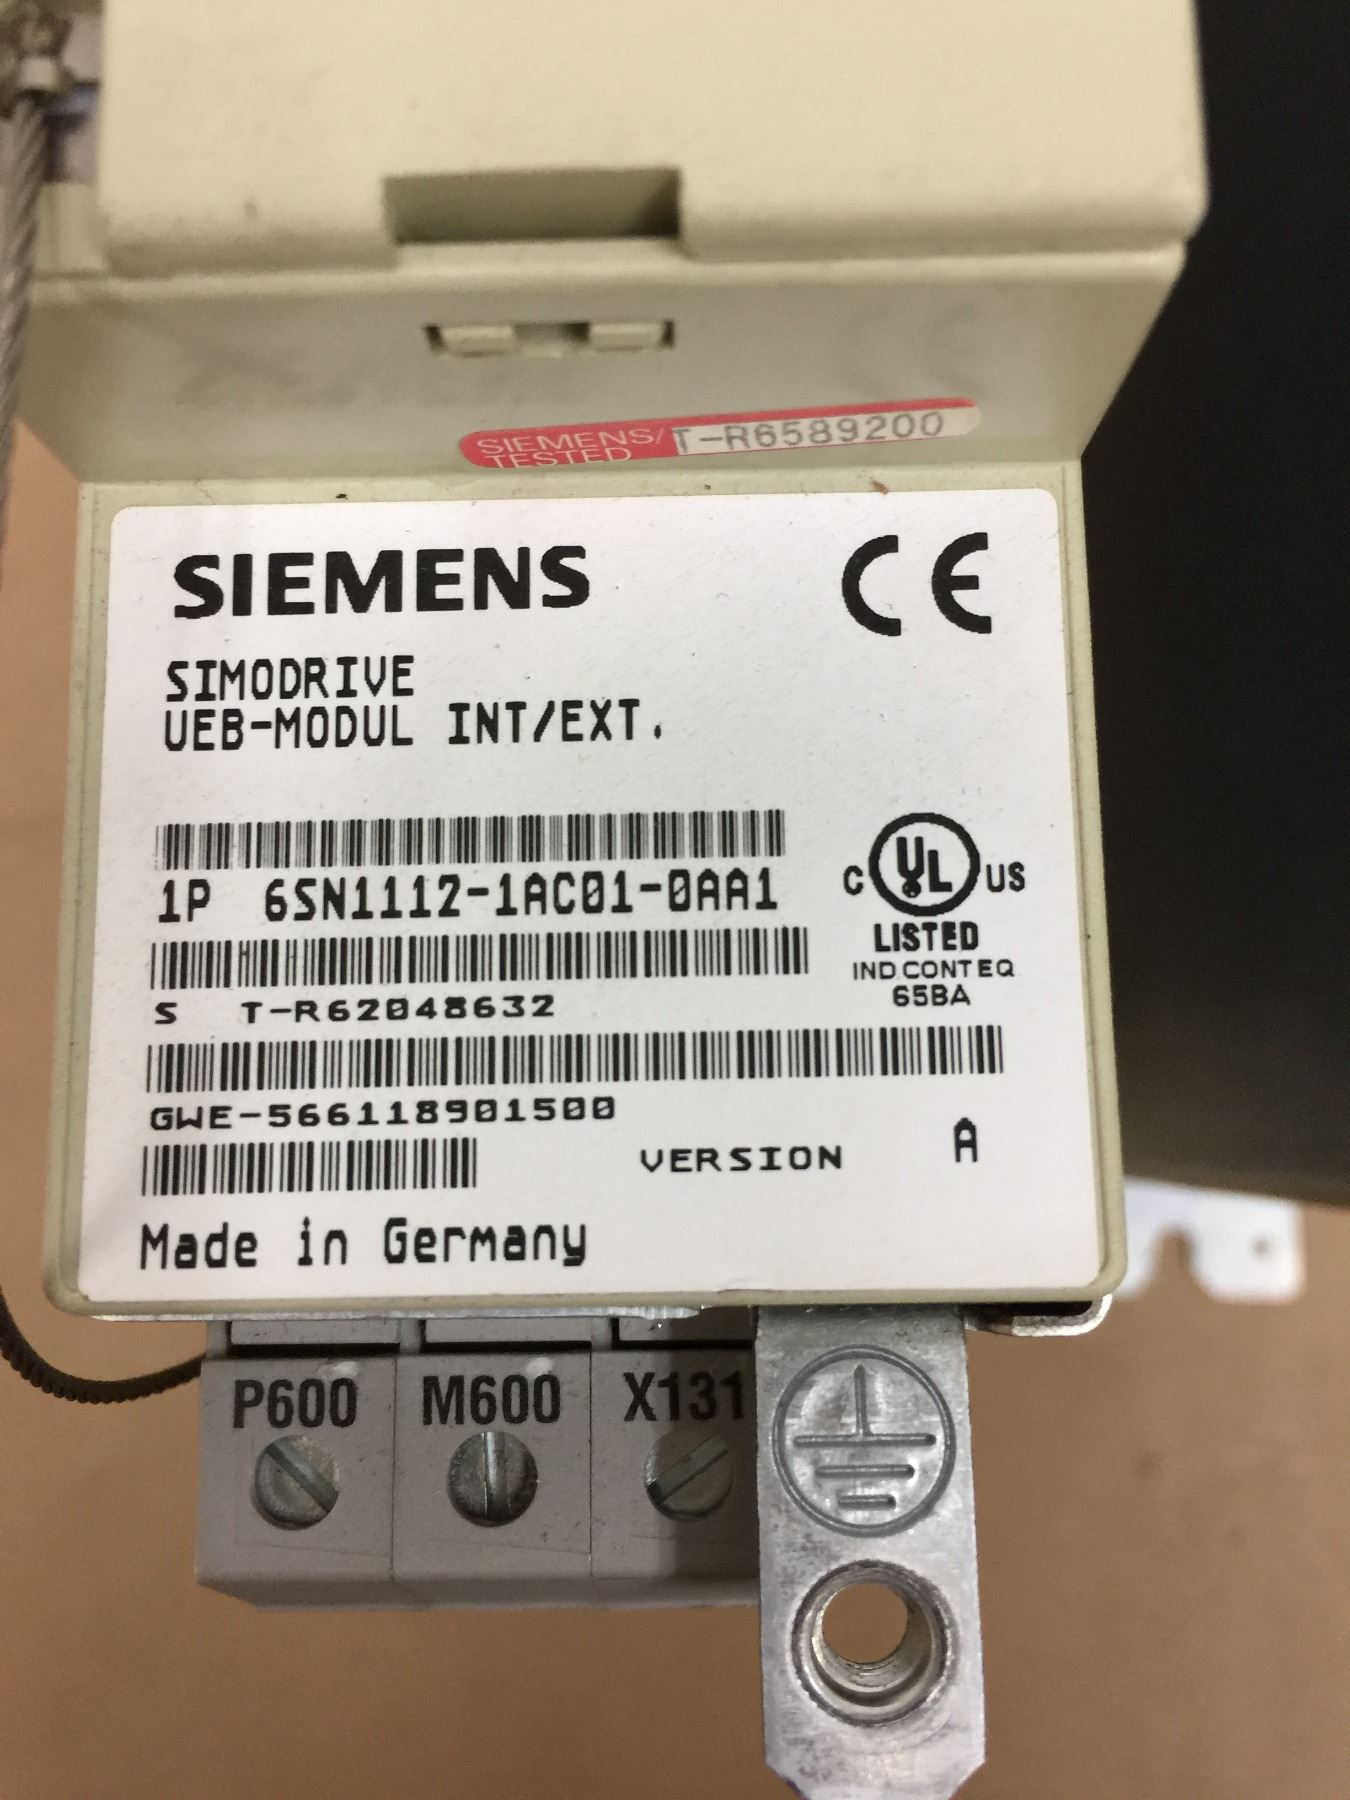 SIEMENS/ T-R6589200
TESTED
SIEMENS CE
SIMODRIVE
UEB-MODUL INT/EXT.
1P 6SN1112-1AC01-0AA1
C UL US
LISTED
IND.CONT.EQ
65BA
S T-R62048632
GWE-566118901500
VERSION A
Made in Germany
P600 M600 X131